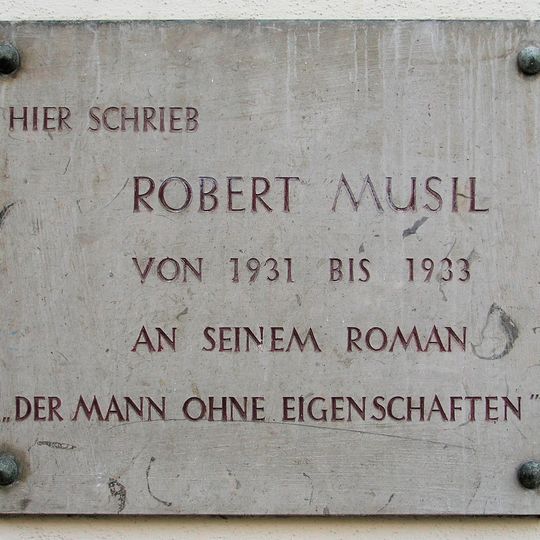 HIER SCHRIEB
ROBERT MUSIL
VON 1931 BIS 1933
AN SEINEM ROMAN
„DER MANN OHNE EIGENSCHAFTEN"